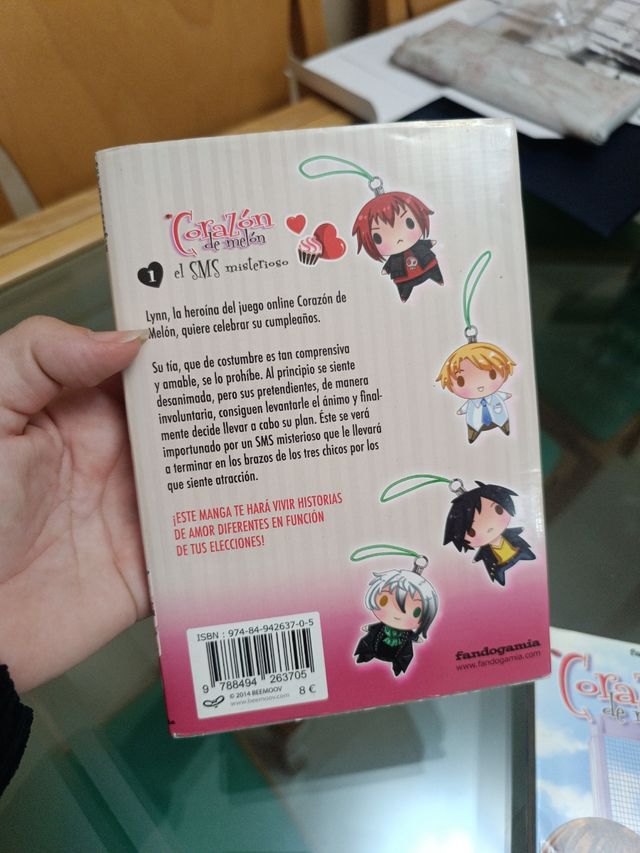 Corazón
de melón
1 el SMS misterioso
Lynn, la heroína del juego online Corazón de
Melón, quiere celebrar su cumpleaños.
Su tía, que de costumbre es tan comprensiva
y amable, se lo prohíbe. Al principio se siente
desanimada, pero sus pretendientes, de manera
involuntaria, consiguen levantarle el ánimo y final-
mente decide llevar a cabo su plan. Éste se verá
importunado por un SMS misterioso que le llevará
a terminar en los brazos de los tres chicos por los
que siente atracción.
¡ESTE MANGA TE HARÁ VIVIR HISTORIAS
DE AMOR DIFERENTES EN FUNCIÓN
DE TUS ELECCIONES!
ISBN : 974-84-942637-0-5
9 788494 263705
© 2014 BEEMOOV
www.beemoov.com
8 €
fandogamia
www.fandogamia.com
Cora
de m